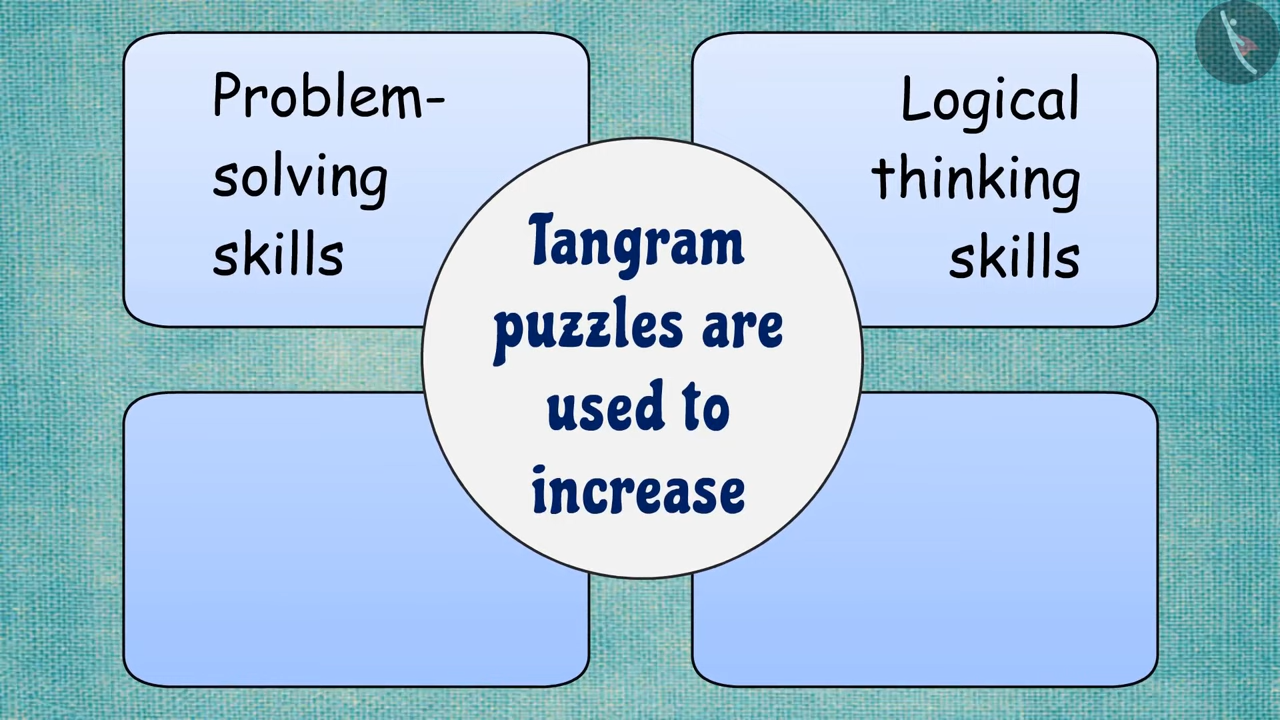 Problem-
solving
skills
Logical
thinking
skills
Tangram
puzzles are
used to
increase